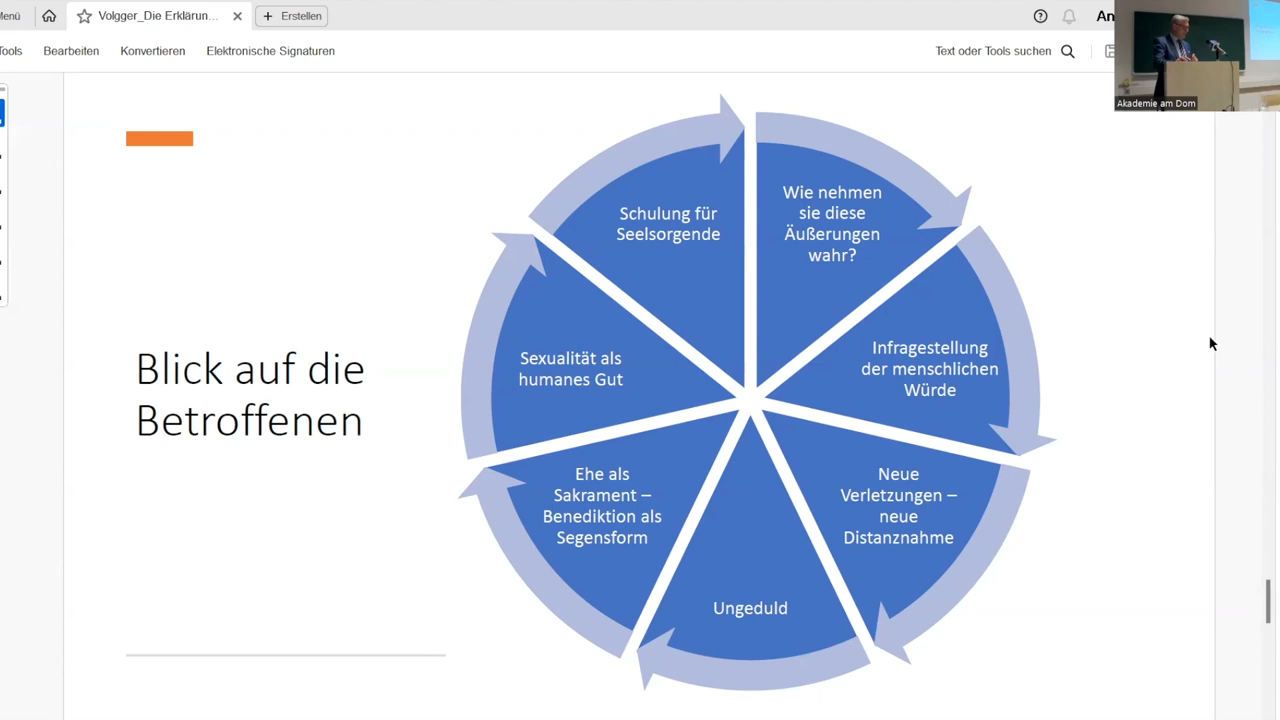 Menü
Volgger_Die Erklärun...
Erstellen
An
Tools
Bearbeiten
Konvertieren
Elektronische Signaturen
Text oder Tools suchen
Akademie am Dom
Blick auf die
Betroffenen
Wie nehmen
sie diese
Äußerungen
wahr?
Infragestellung
der menschlichen
Würde
Neue
Verletzungen –
neue
Distanznahme
Ungeduld
Ehe als
Sakrament –
Benediktion als
Segensform
Sexualität als
humanes Gut
Schulung für
Seelsorgende